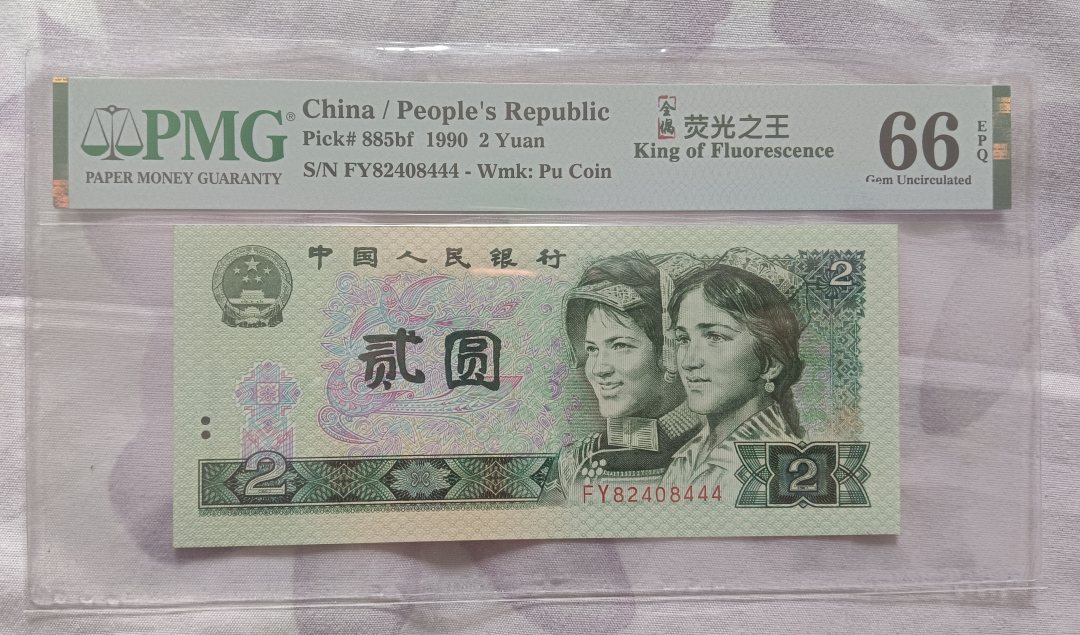 PMG®
PAPER MONEY GUARANTY
China / People's Republic
Pick# 885bf 1990 2 Yuan
S/N FY82408444 - Wmk: Pu Coin
荧光之王
King of Fluorescence
66
EPQ
Gem Uncirculated
中国人民银行
2
贰圆
2
FY82408444
2